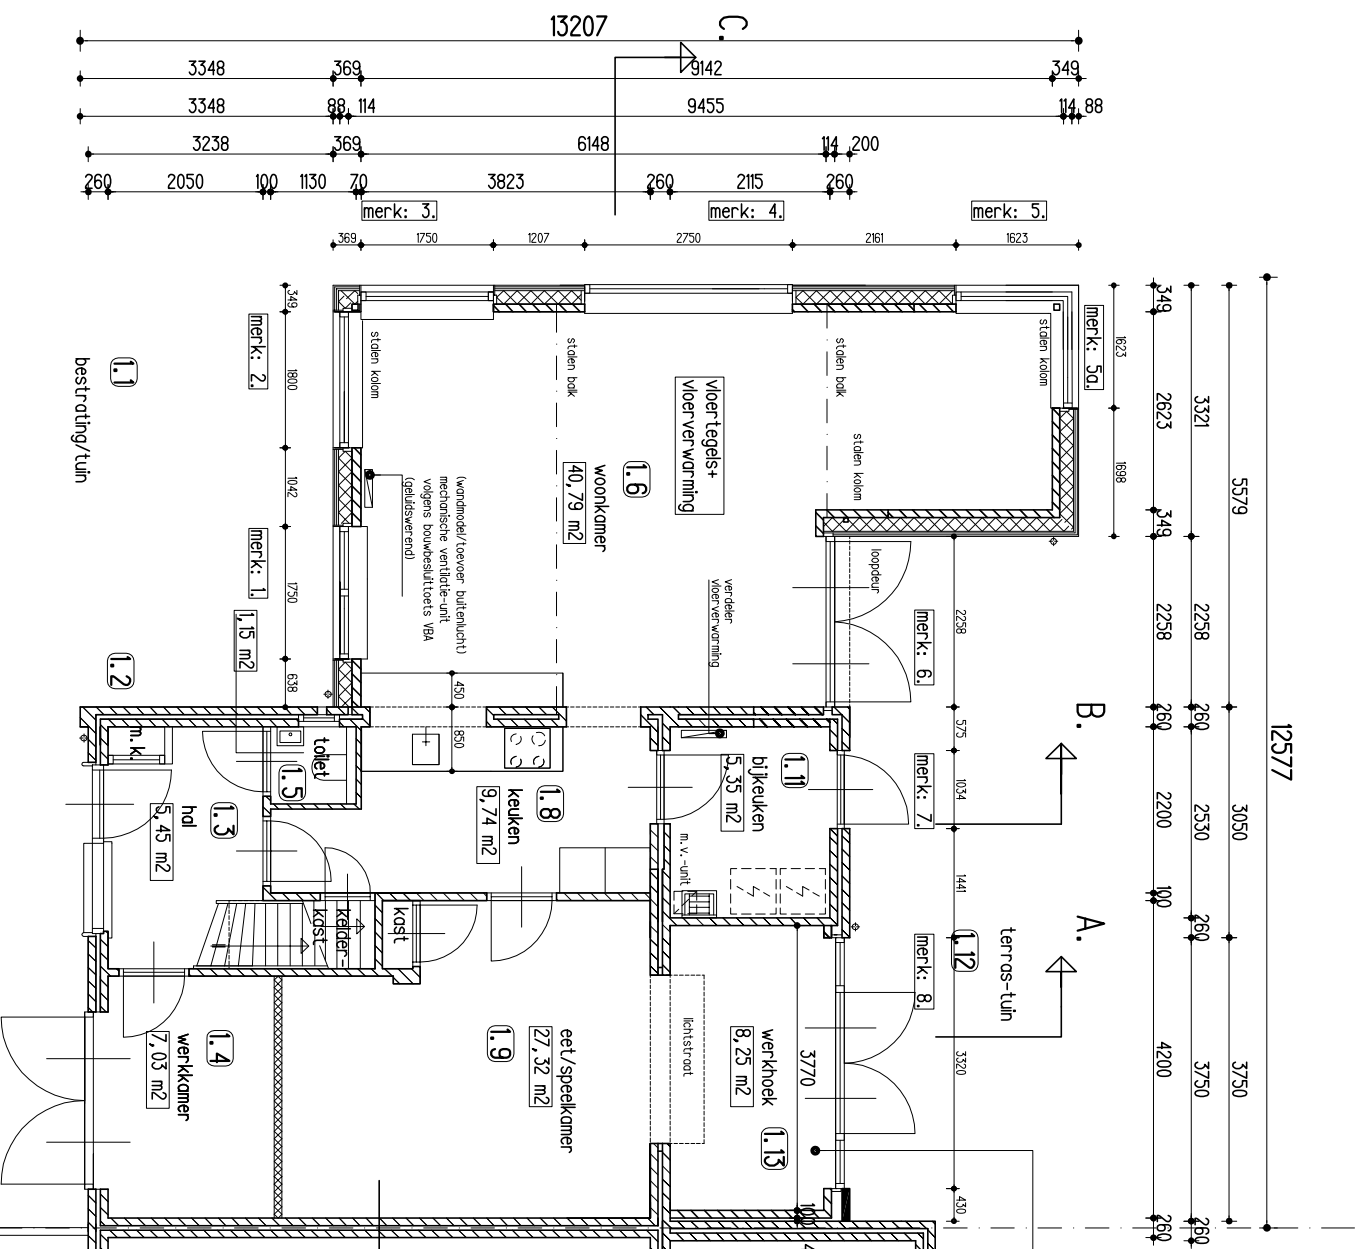 13207
C.
3348 369 9142 349
3348 88 114 9455 114 88
3238 369 6148 114 200
260 2050 100 1130 70 3823 260 2115 260
merk: 3.
merk: 4.
merk: 5.
369 1750 1207 2750 2161 1623
349
1800
1042
1750
638
merk: 2.
merk: 1.
1,15 m2
1.1
bestrating/tuin
1.2
stalen kolom
stalen balk
stalen balk
stalen kolom
stalen kolom
vloertegels+
vloerverwarming
1.6
woonkamer
40,79 m2
(wandmodel/toevoer buitenlucht)
mechanische ventilatie-unit
volgens bouwbesluittoets VBA
(geluidswerend)
verdeler
vloerverwarming
loopdeur
merk: 5a.
merk: 6.
merk: 7.
merk: 8.
1623
1698
2258
575
1034
1441
3320
430
349
2623
349
2258
260
2200
100
4200
260
3321
2258
260
2530
260
3750
260
5579
3050
3750
12577
B.
A.
450
850
m.k.
toilet
1.5
1.3
hal
5,45 m2
1.8
keuken
9,74 m2
1.11
bijkeuken
5,35 m2
m.v.-unit
kelder-
kast
kast
1.12
terras-tuin
1.4
werkkamer
7,03 m2
1.9
eet/speelkamer
27,32 m2
lichtstraat
werkhoek
8,25 m2
3770
1.13
100